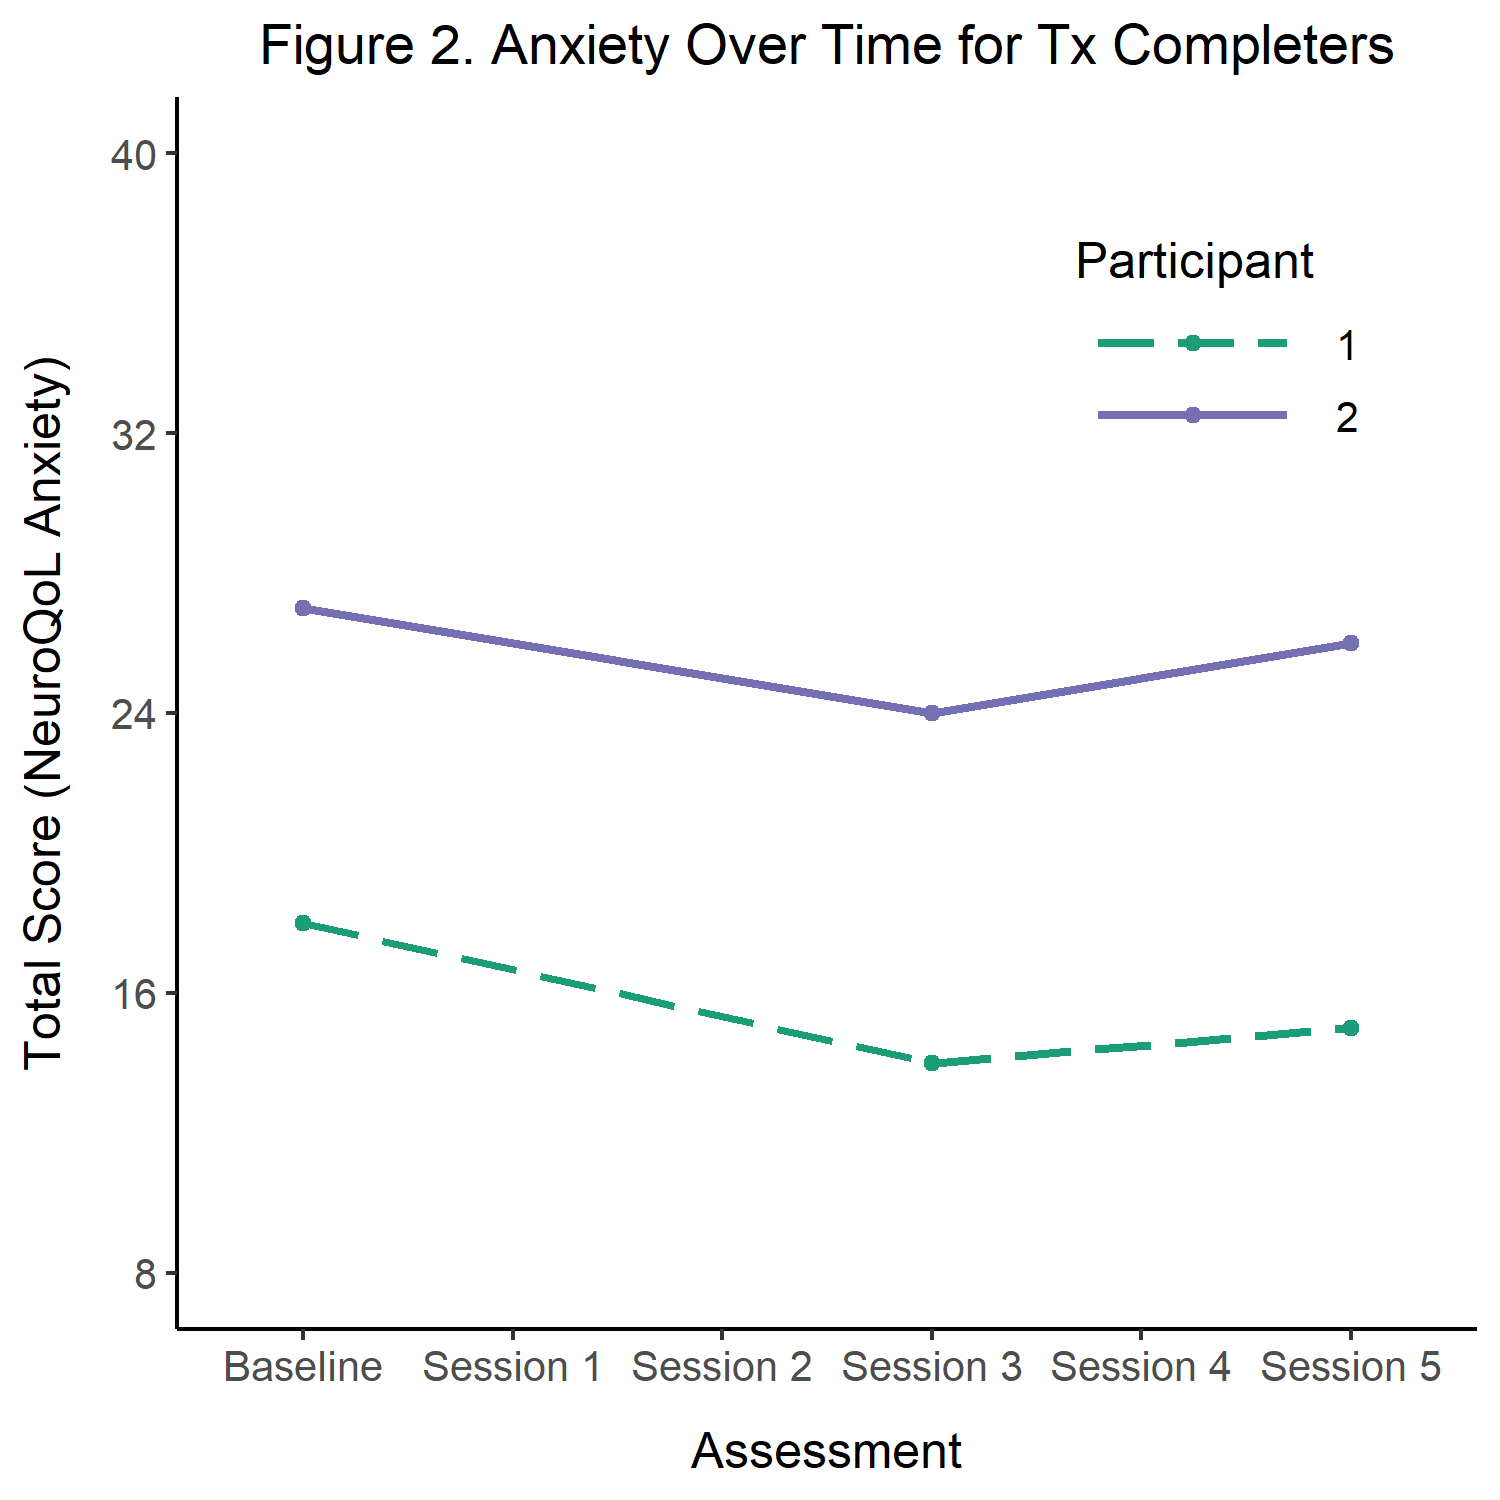 Figure 2. Anxiety Over Time for Tx Completers
Total Score (NeuroQoL Anxiety)
40
32
24
16
8
Participant
1
2
Baseline Session 1 Session 2 Session 3 Session 4 Session 5
Assessment